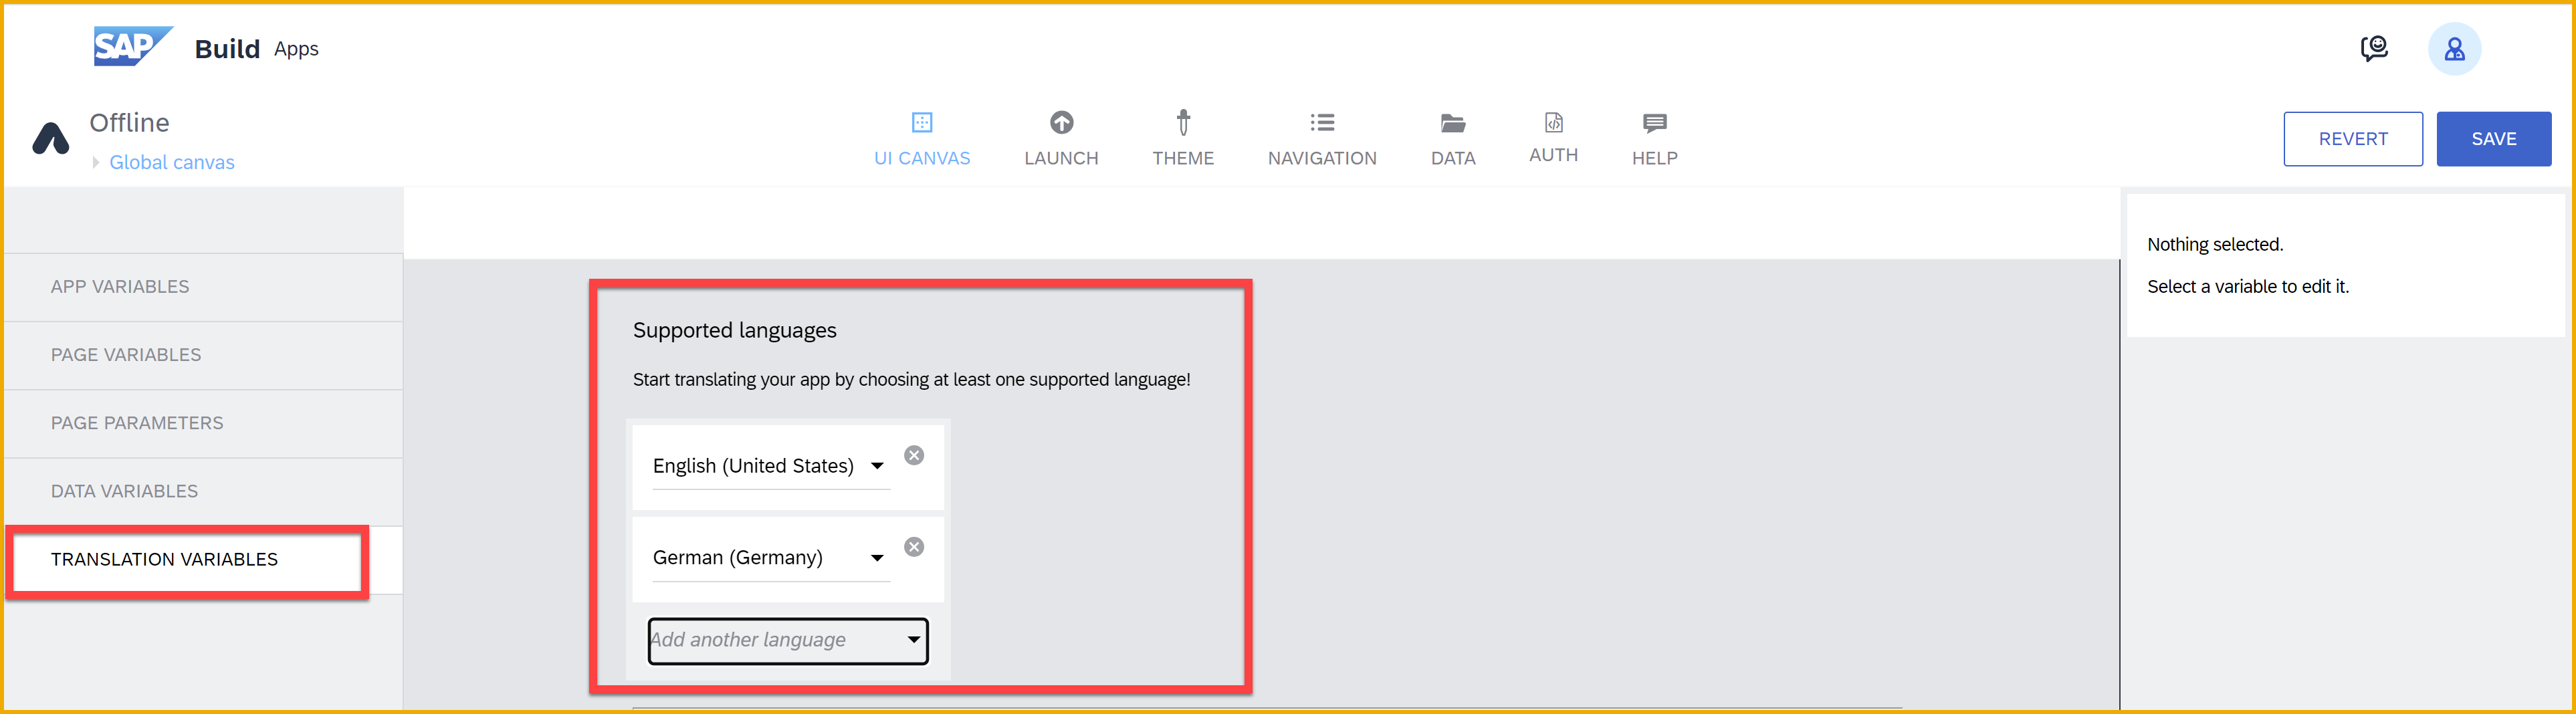 SAP Build Apps
Offline
Global canvas
UI CANVAS
LAUNCH
THEME
NAVIGATION
DATA
AUTH
HELP
REVERT
SAVE
APP VARIABLES
PAGE VARIABLES
PAGE PARAMETERS
DATA VARIABLES
TRANSLATION VARIABLES
Supported languages
Start translating your app by choosing at least one supported language!
English (United States)
German (Germany)
Add another language
Nothing selected.
Select a variable to edit it.